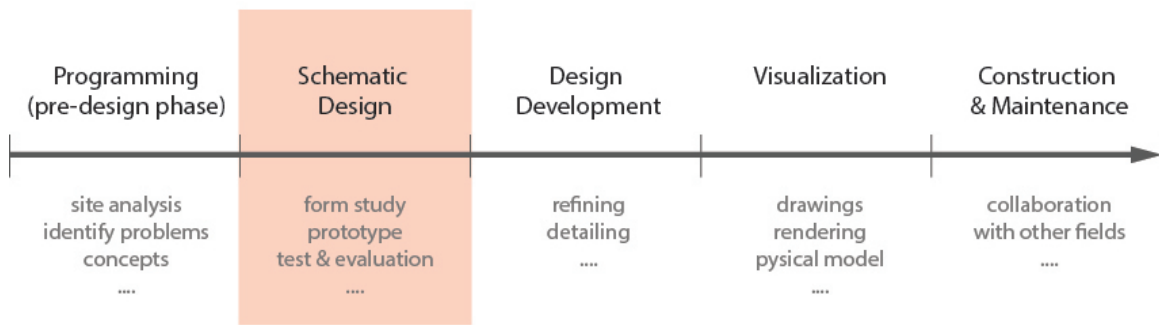 Programming
(pre-design phase)
Schematic
Design
Design
Development
Visualization
Construction
& Maintenance
site analysis
identify problems
concepts
....
form study
prototype
test & evaluation
....
refining
detailing
....
drawings
rendering
pysical model
....
collaboration
with other fields
....